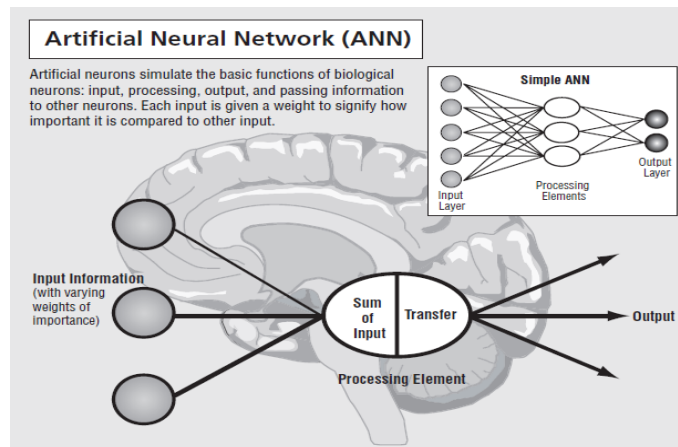 Artificial Neural Network (ANN)
Artificial neurons simulate the basic functions of biological
neurons: input, processing, output, and passing information
to other neurons. Each input is given a weight to signify how
important it is compared to other input.
Simple ANN
Input
Layer
Processing
Elements
Output
Layer
Input Information
(with varying
weights of
importance)
Sum
of
Input
Transfer
Output
Processing Element